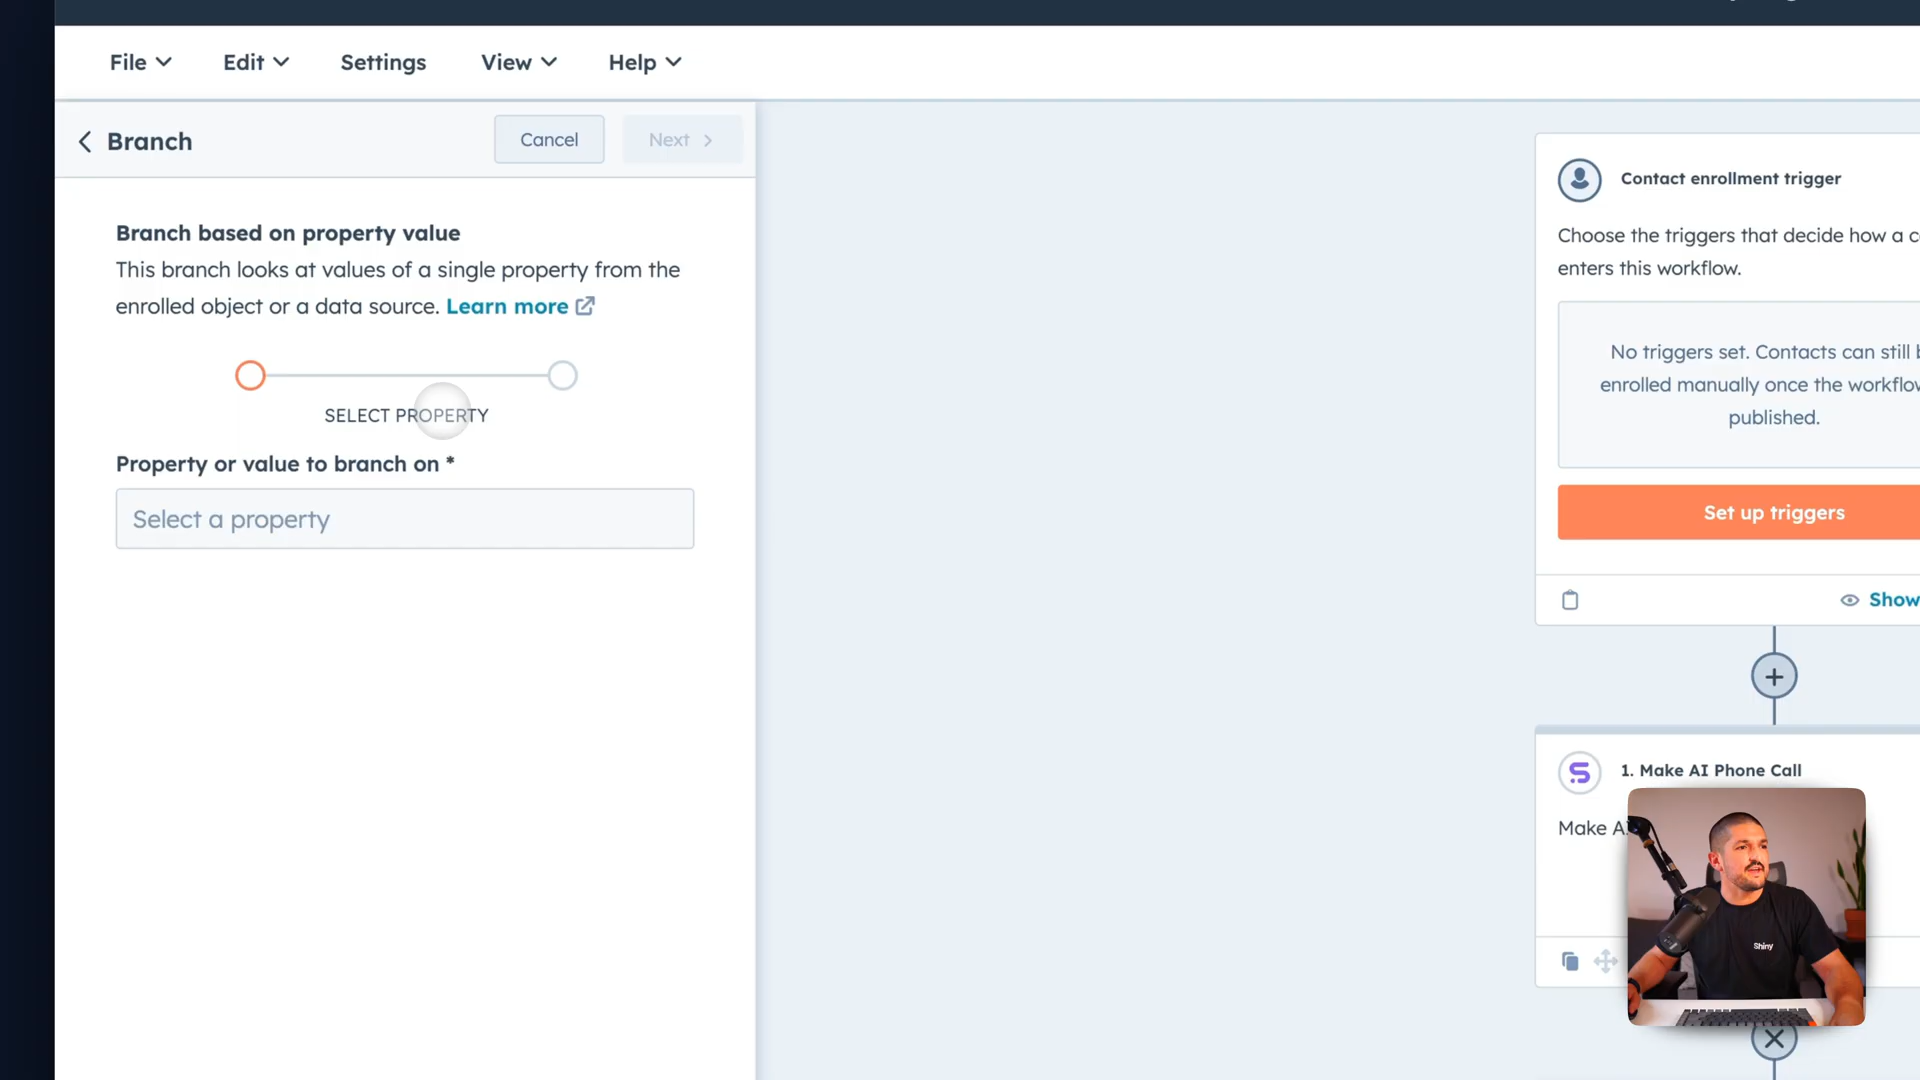 File
Edit
Settings
View
Help
Branch
Cancel
Next
Branch based on property value
This branch looks at values of a single property from the
enrolled object or a data source. Learn more
SELECT PROPERTY
Property or value to branch on *
Select a property
Contact enrollment trigger
Choose the triggers that decide how a
enters this workflow.
No triggers set. Contacts can still
enrolled manually once the workflow
published.
Set up triggers
Show
1. Make AI Phone Call
Make
Shiny